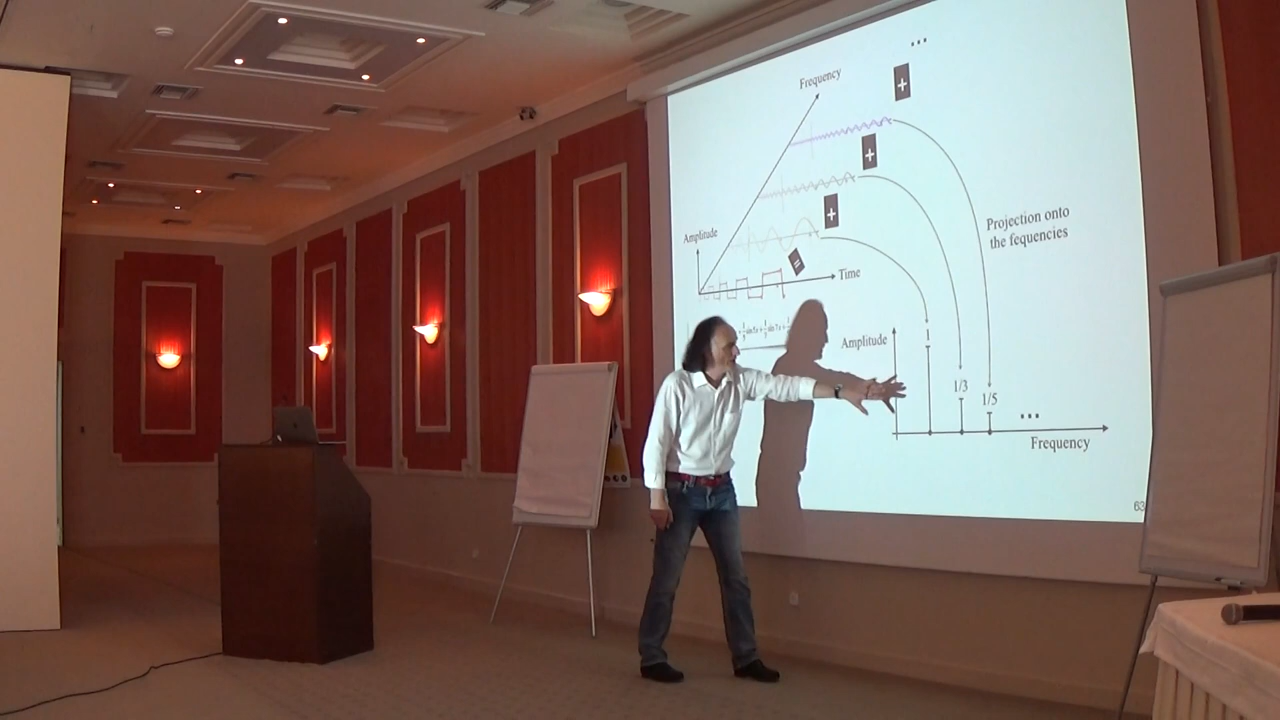 ...
Frequency
+
+
Projection onto
the fequencies
+
Amplitude
=
Time
Amplitude
1
1/3
1/5
...
Frequency
63